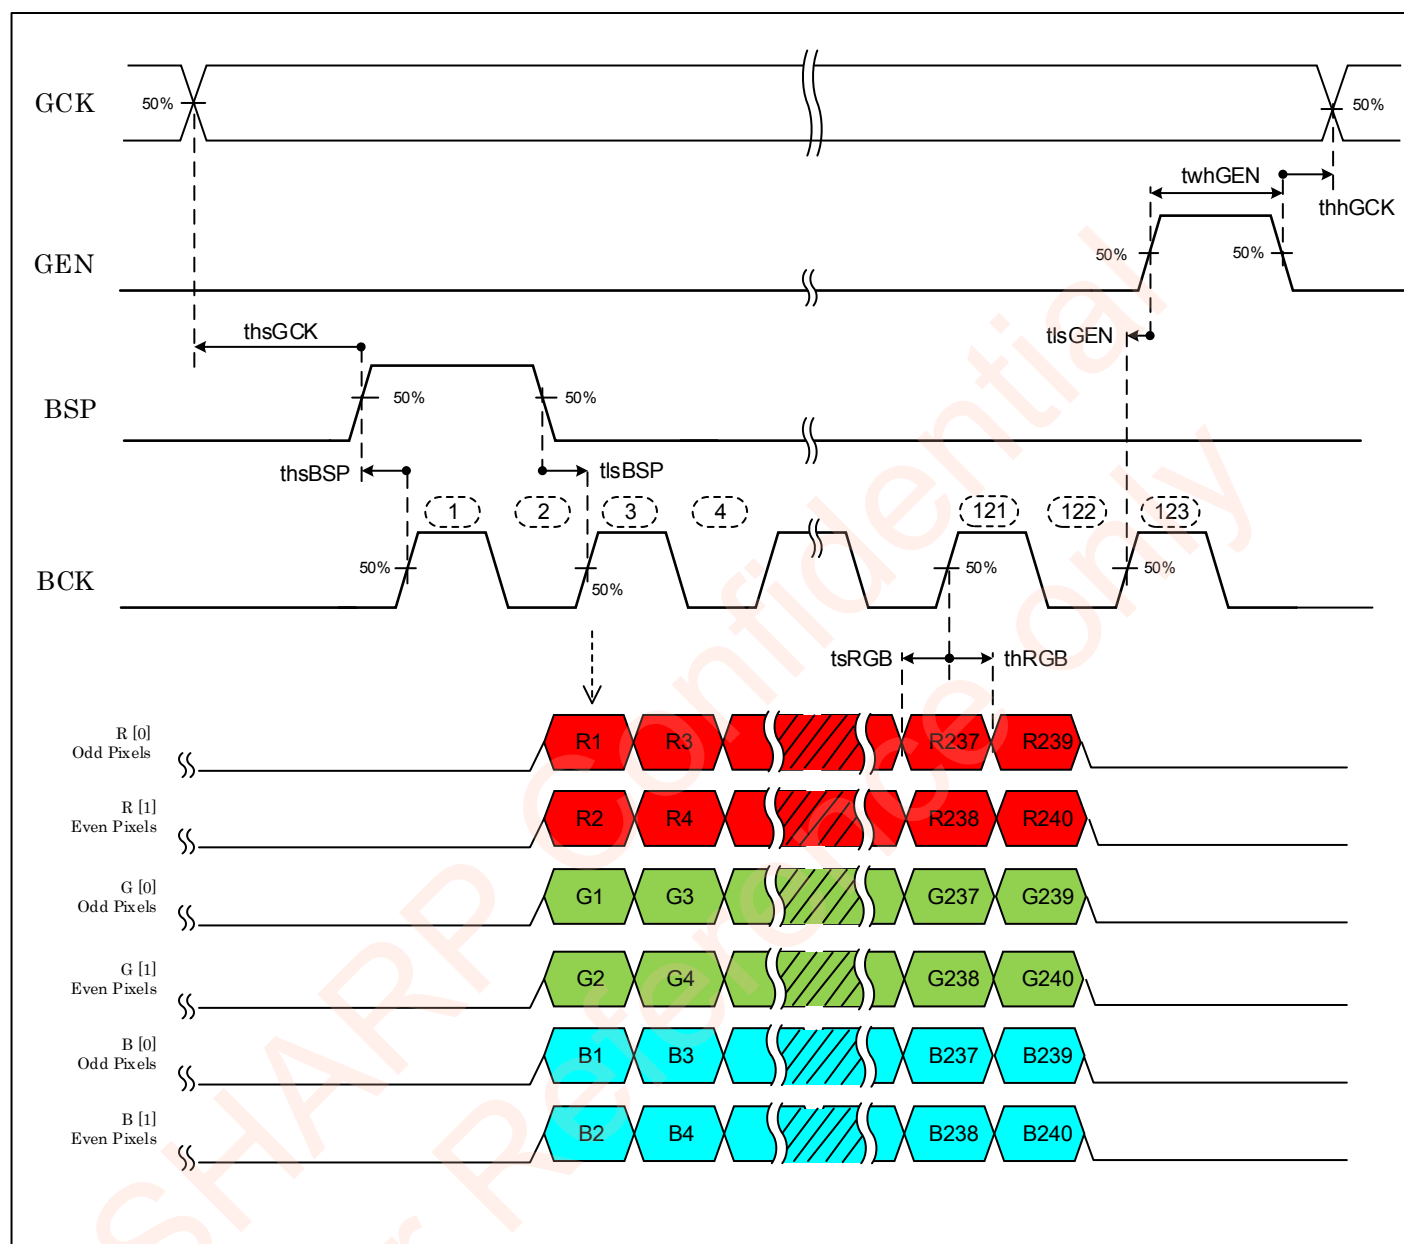 GCK
50%
50%
twhGEN
thhGCK
GEN
50%
50%
thsGCK
tlsGEN
BSP
50%
50%
thsBSP
tlsBSP
1
2
3
4
121
122
123
BCK
50%
50%
50%
50%
tsRGB
thRGB
R [0]
Odd Pixels
R1
R3
R237
R239
R [1]
Even Pixels
R2
R4
R238
R240
G [0]
Odd Pixels
G1
G3
G237
G239
G [1]
Even Pixels
G2
G4
G238
G240
B [0]
Odd Pixels
B1
B3
B237
B239
B [1]
Even Pixels
B2
B4
B238
B240
SHARP Confidential
Reference only